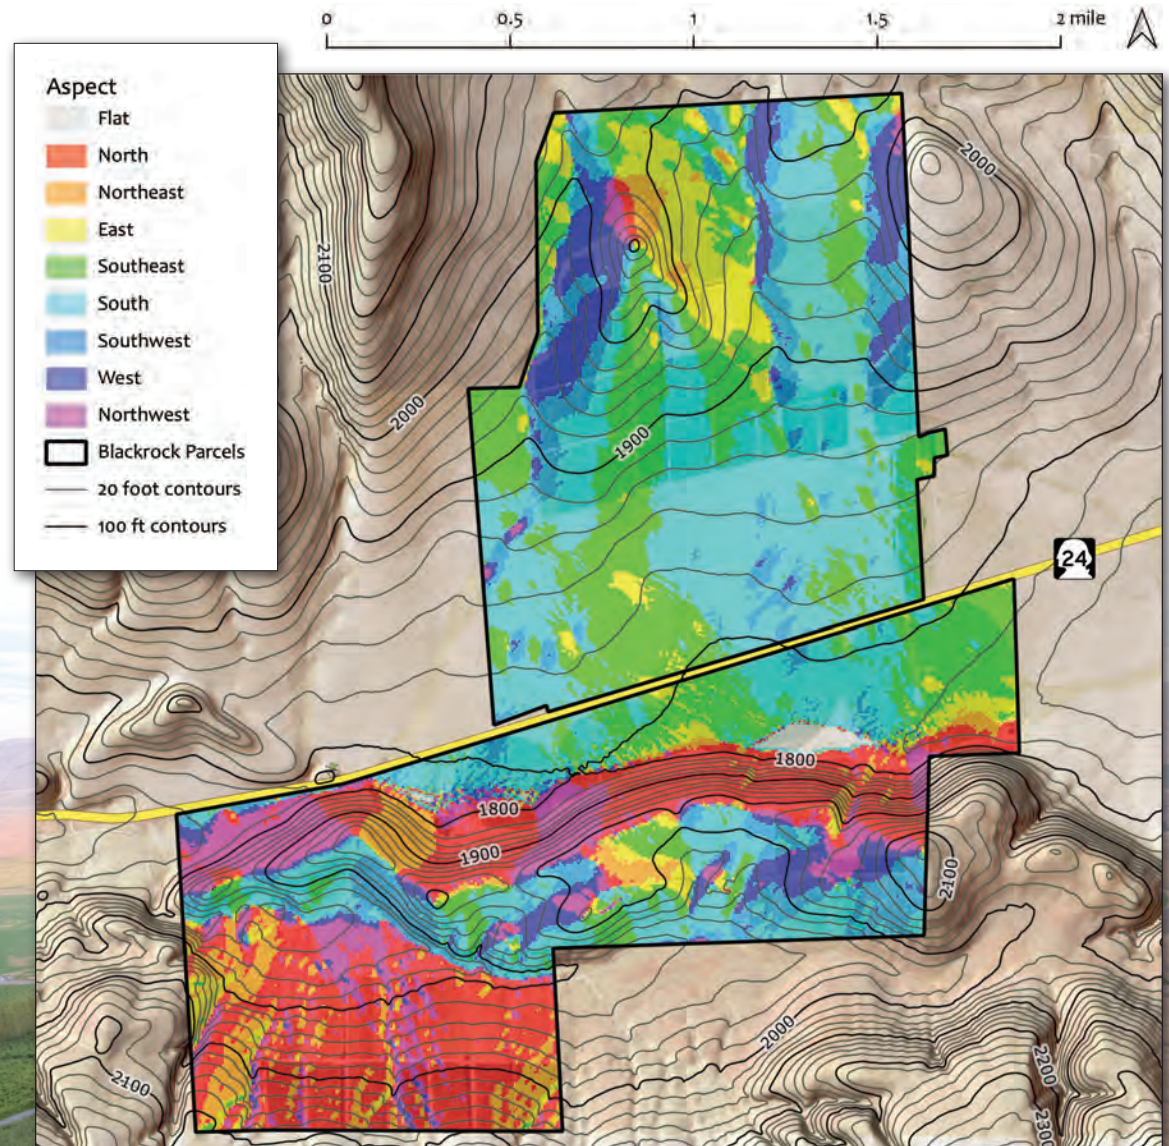 0 0.5 1 1.5 2 mile
Aspect
Flat
North
Northeast
East
Southeast
South
Southwest
West
Northwest
Blackrock Parcels
20 foot contours
100 ft contours
2000
2100
2000
1900
24
1800
1800
1900
2100
2000
2100
2200
2300